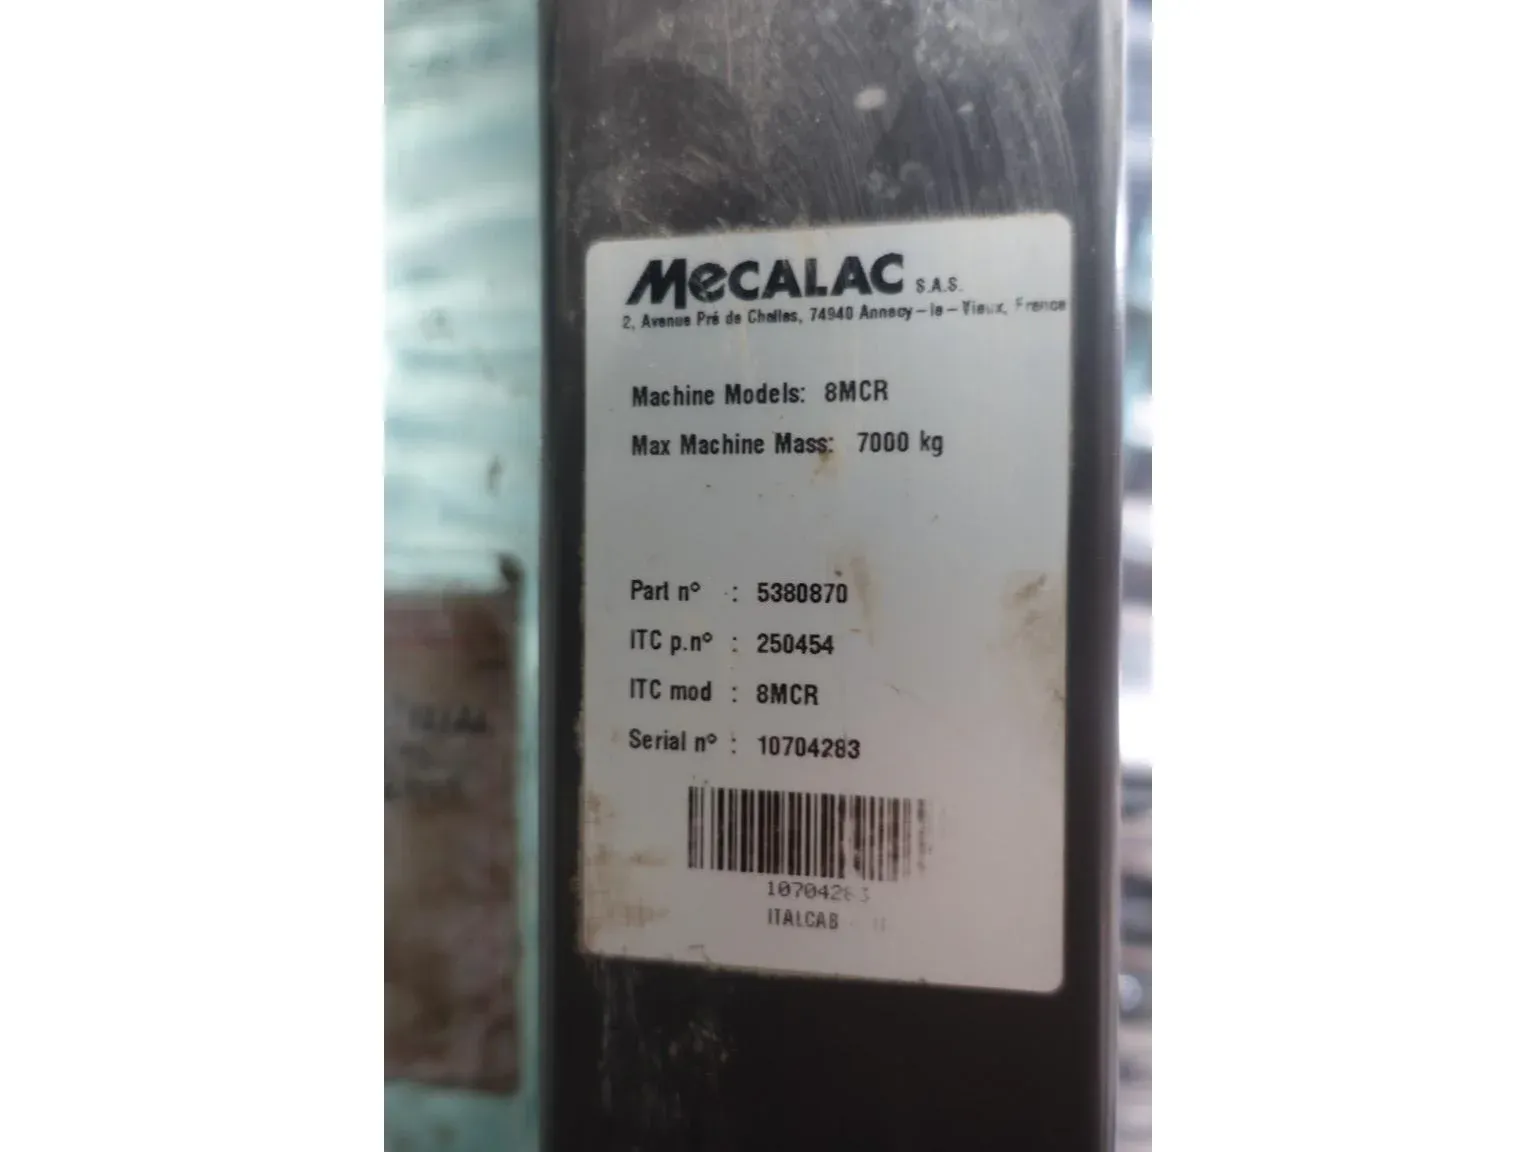 MeCALAC S.A.S.
2, Avenue Pré de Challes, 74940 Annecy-le-Vieux, France
Machine Models: 8MCR
Max Machine Mass: 7000 kg
Part n° : 5380870
ITC p.n° : 250454
ITC mod : 8MCR
Serial n° : 10704283
10704283
ITALCAB